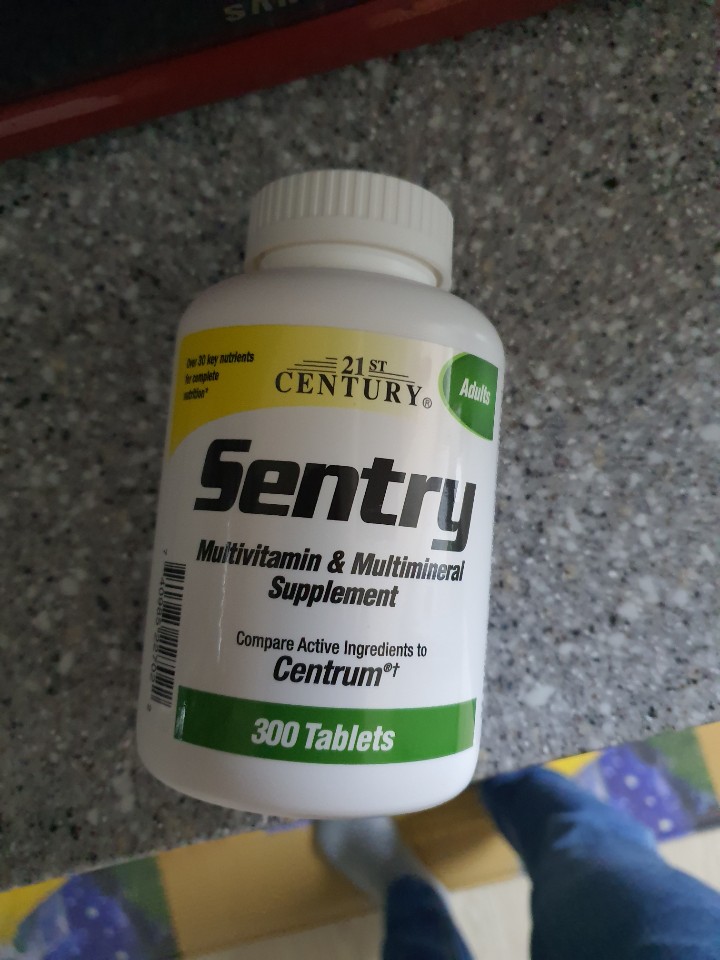 Over 30 key nutrients
for complete
nutrition*
21ST
CENTURY®
Adults
Sentry
Multivitamin & Multimineral
Supplement
Compare Active Ingredients to
Centrum®†
300 Tablets